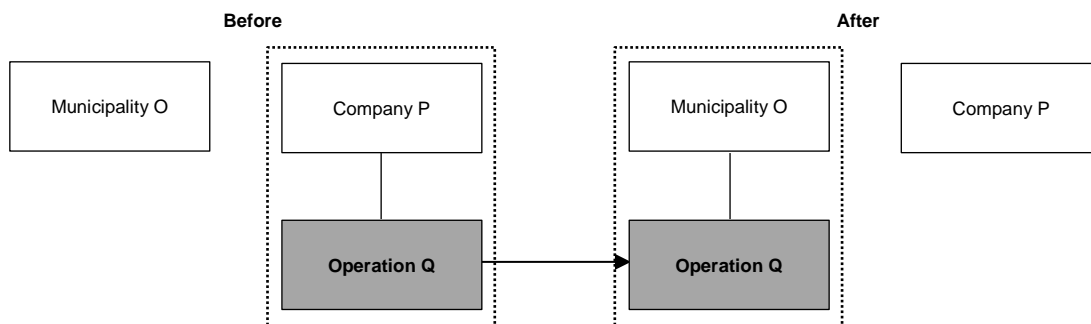 Before
After
Municipality O
Company P
Municipality O
Company P
Operation Q
Operation Q